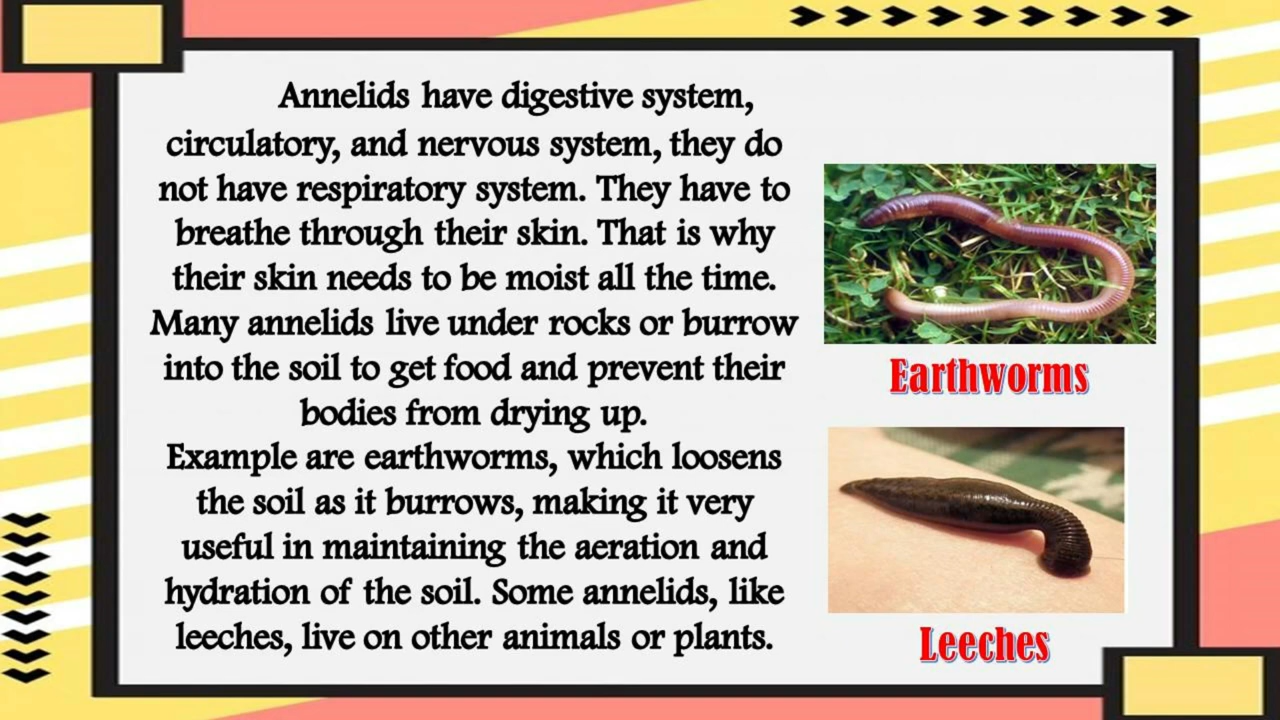 Annelids have digestive system,
circulatory, and nervous system, they do
not have respiratory system. They have to
breathe through their skin. That is why
their skin needs to be moist all the time.
Many annelids live under rocks or burrow
into the soil to get food and prevent their
bodies from drying up.
Example are earthworms, which loosens
the soil as it burrows, making it very
useful in maintaining the aeration and
hydration of the soil. Some annelids, like
leeches, live on other animals or plants.
Earthworms
Leeches